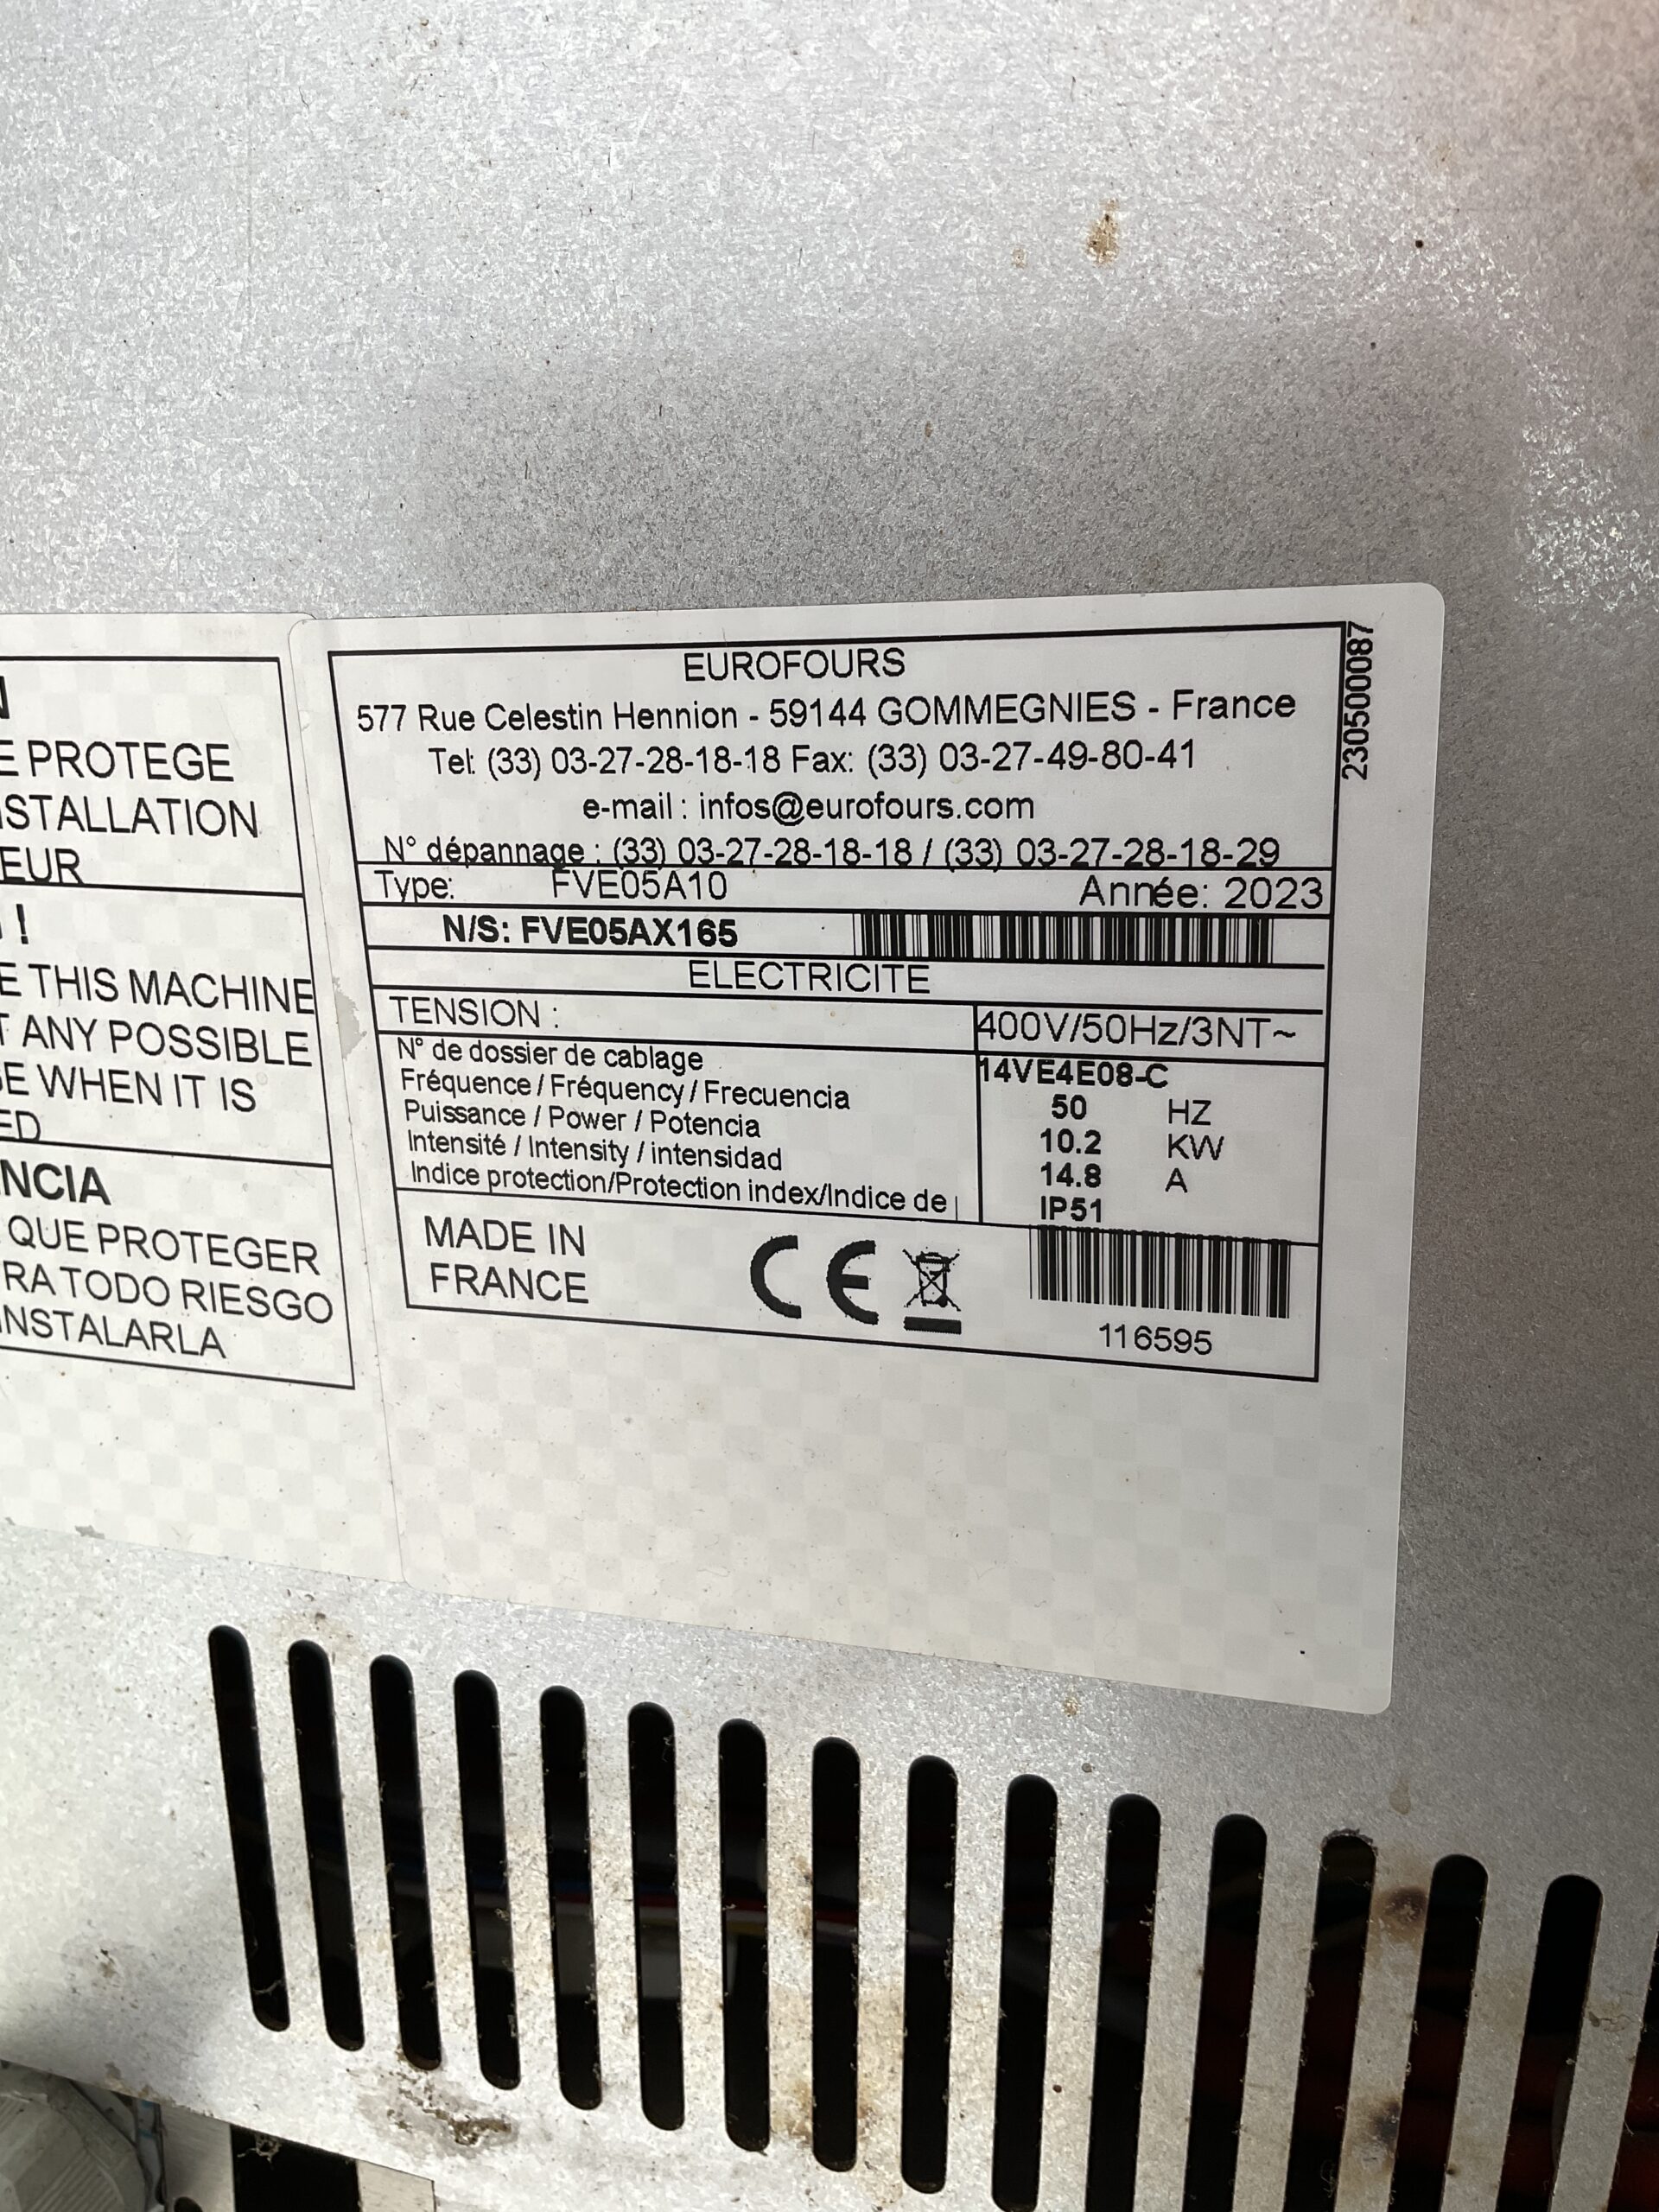 E PROTEGE
STALLATION
EUR
!
E THIS MACHINE
ANY POSSIBLE
E WHEN IT IS
ED
NCIA
QUE PROTEGER
RA TODO RIESGO
INSTALARLA
EUROFOURS
577 Rue Celestin Hennion - 59144 GOMMEGNIES - France
Tel: (33) 03-27-28-18-18 Fax: (33) 03-27-49-80-41
e-mail : infos@eurofours.com
N° dépannage : (33) 03-27-28-18-18 / (33) 03-27-28-18-29
Type: FVE05A10 Année: 2023
N/S: FVE05AX165
ELECTRICITE
TENSION : 400V/50Hz/3NT~
N° de dossier de cablage 14VE4E08-C
Fréquence / Fréquency / Frecuencia 50 HZ
Puissance / Power / Potencia 10.2 KW
Intensité / Intensity / intensidad 14.8 A
Indice protection/Protection index/Indice de IP51
MADE IN
FRANCE
CE
116595
230500087